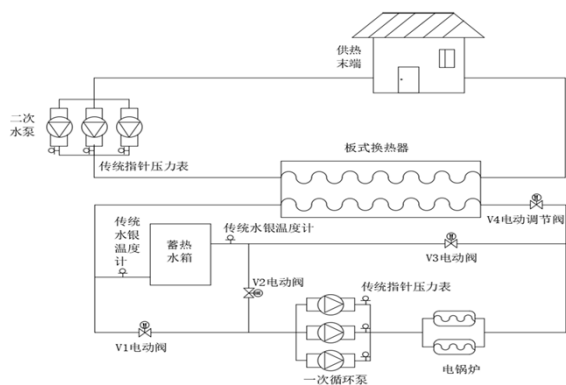 供热
末端
二次
水泵
传统指针压力表
板式换热器
V4电动调节阀
传统
水银
温度
计
蓄热
水箱
传统水银温度计
V3电动阀
V2电动阀
传统指针压力表
V1电动阀
一次循环泵
电锅炉